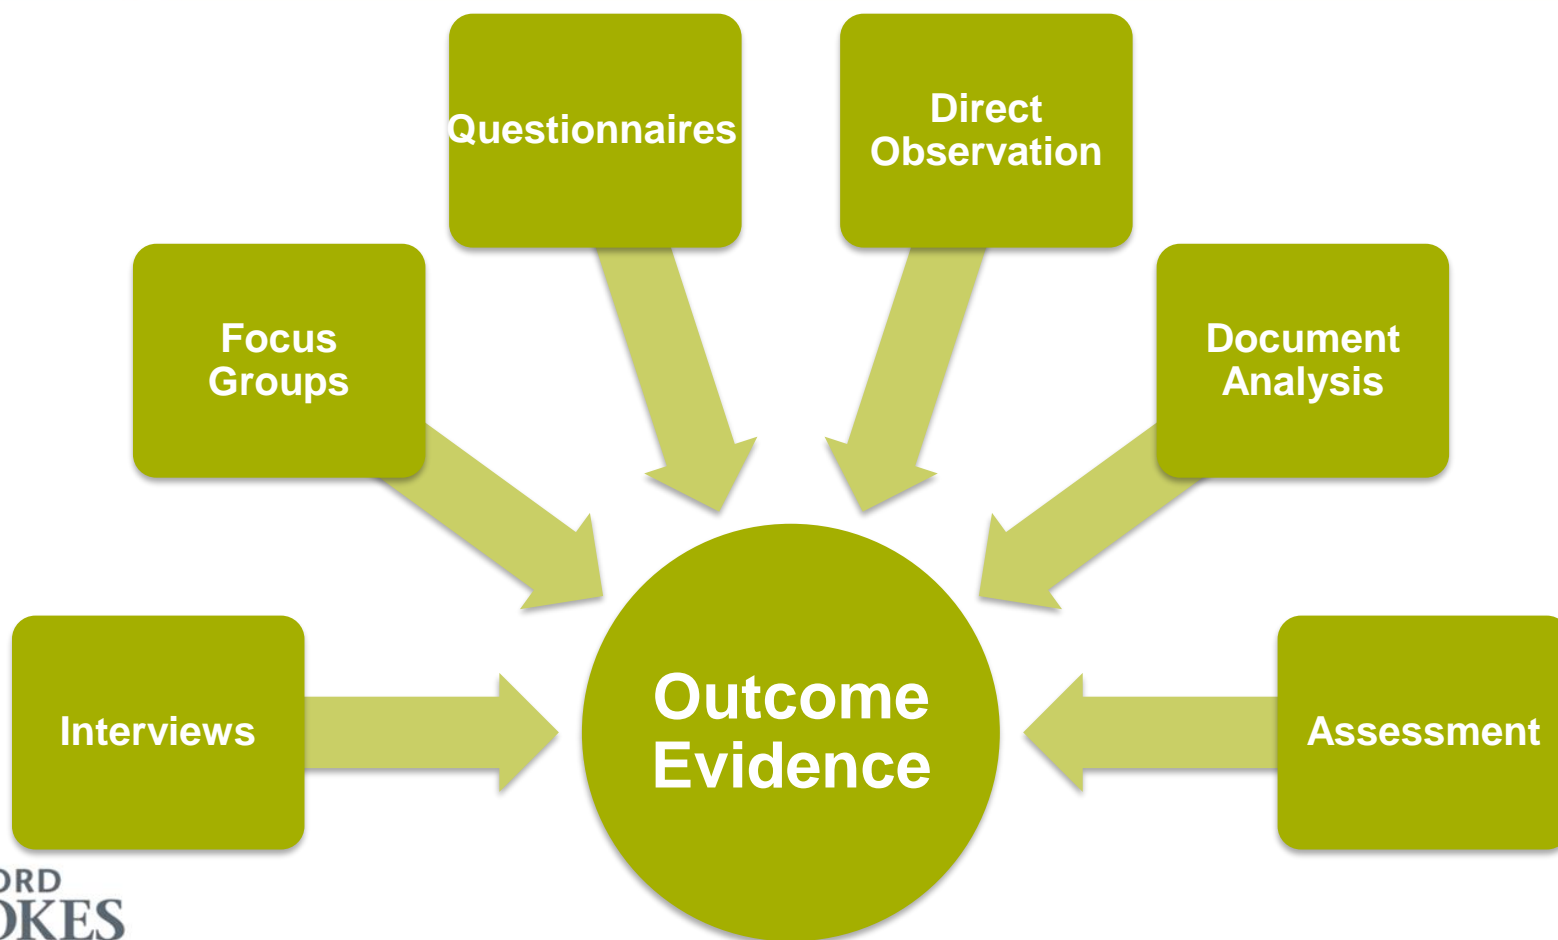 Questionnaires
Direct
Observation
Focus
Groups
Document
Analysis
Interviews
Outcome
Evidence
Assessment
ORD
OKES